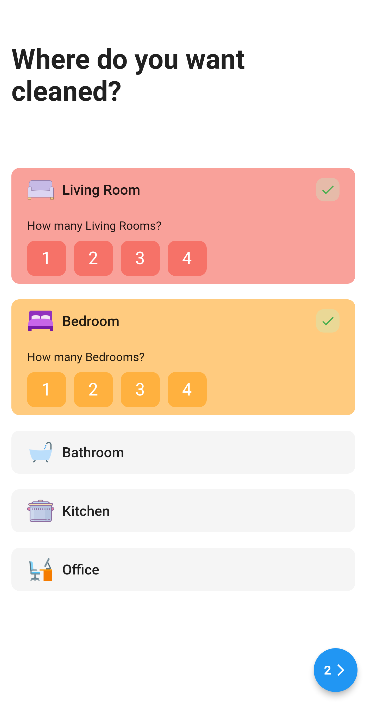 Where do you want
cleaned?
Living Room
How many Living Rooms?
1 2 3 4
Bedroom
How many Bedrooms?
1 2 3 4
Bathroom
Kitchen
Office
2